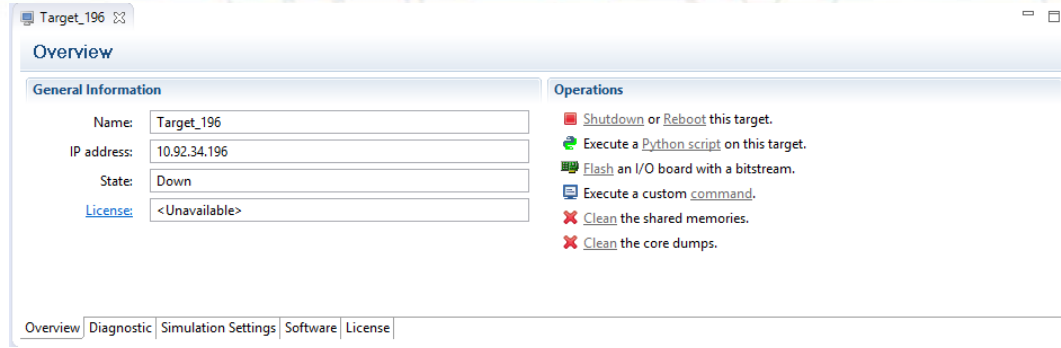 Target_196
Overview
General Information
Name: Target_196
IP address: 10.92.34.196
State: Down
License: <Unavailable>
Operations
Shutdown or Reboot this target.
Execute a Python script on this target.
Flash an I/O board with a bitstream.
Execute a custom command.
Clean the shared memories.
Clean the core dumps.
Overview Diagnostic Simulation Settings Software License